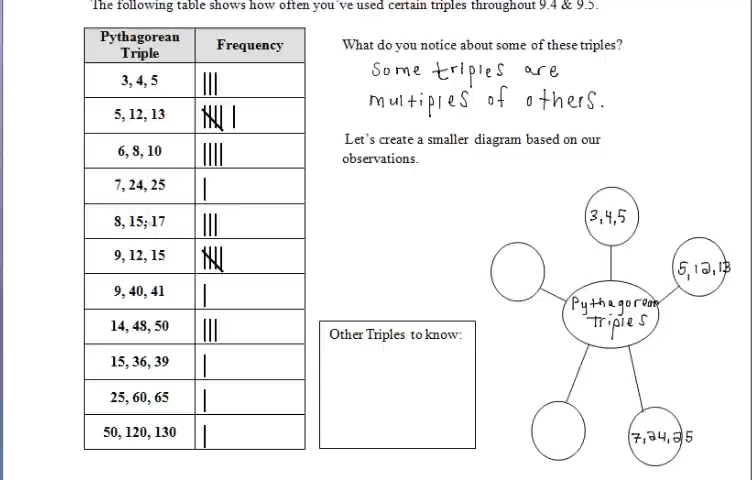 The following table shows how often you've used certain triples throughout 9.4 & 9.5.
Pythagorean Triple Frequency
3, 4, 5
5, 12, 13
6, 8, 10
7, 24, 25
8, 15, 17
9, 12, 15
9, 40, 41
14, 48, 50
15, 36, 39
25, 60, 65
50, 120, 130
What do you notice about some of these triples?
Some triples are
multiples of others.
Let's create a smaller diagram based on our
observations.
Other Triples to know:
3,4,5
5,12,13
Pythagorean
Triples
7,24,25